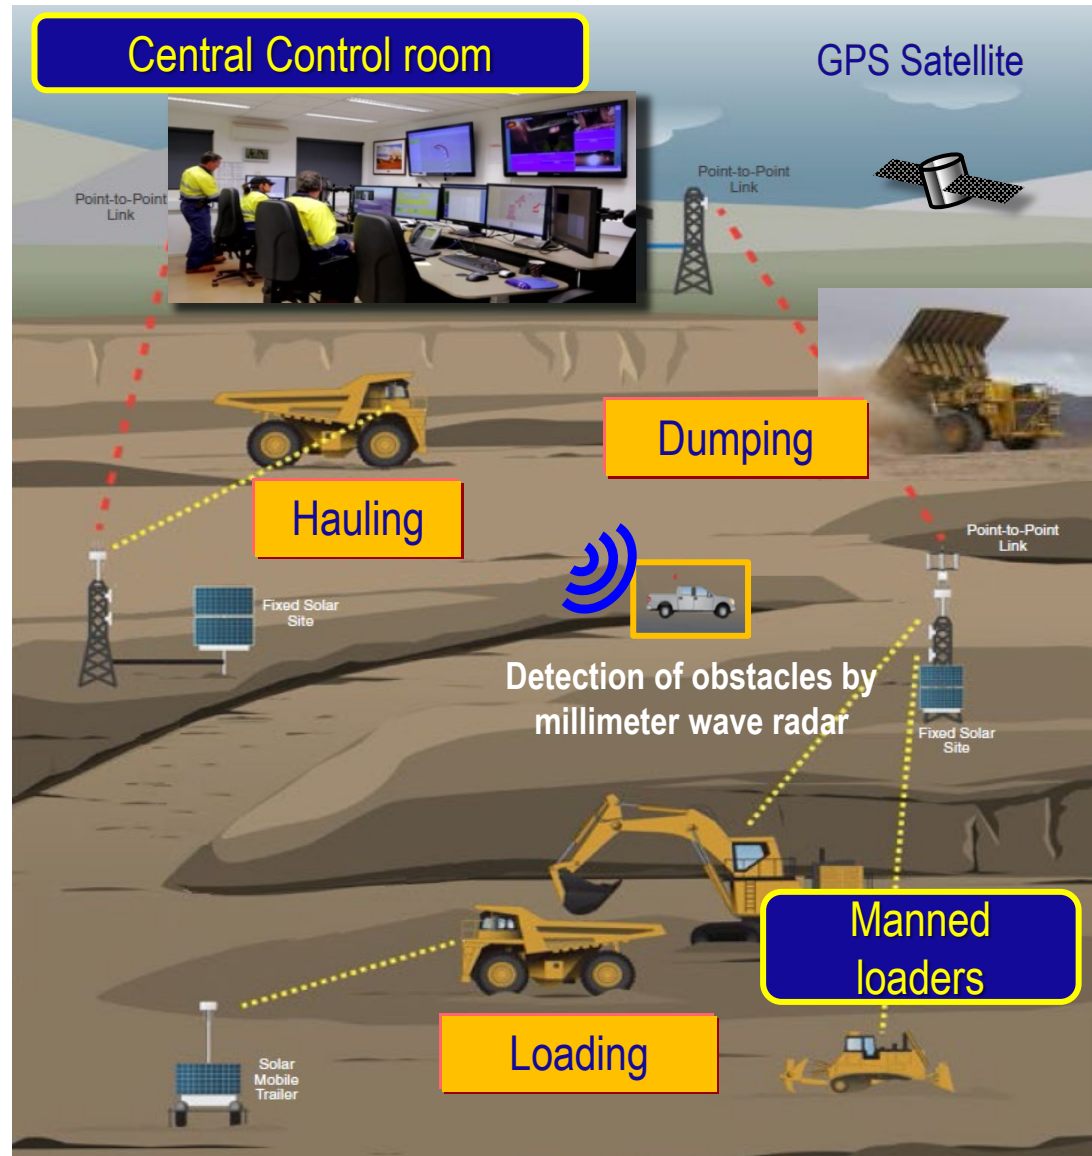 Central Control room
GPS Satellite
Point-to-Point
Link
Point-to-Point
Link
Dumping
Hauling
Point-to-Point
Link
Fixed Solar
Site
Detection of obstacles by
millimeter wave radar
Fixed Solar
Site
Manned
loaders
Loading
Solar
Mobile
Trailer